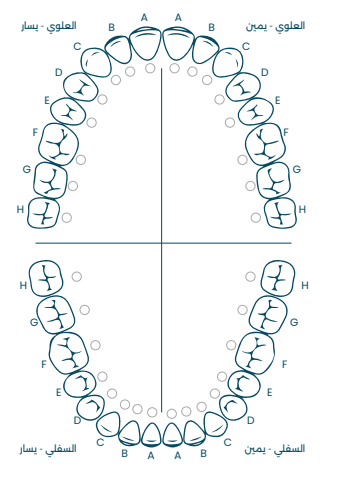 العلوي - يسار
العلوي - يمين
A A
B B
C C
D D
E E
F F
G G
H H
H H
G G
F F
E E
D D
C C
B A A B
السفلي - يسار
السفلي - يمين